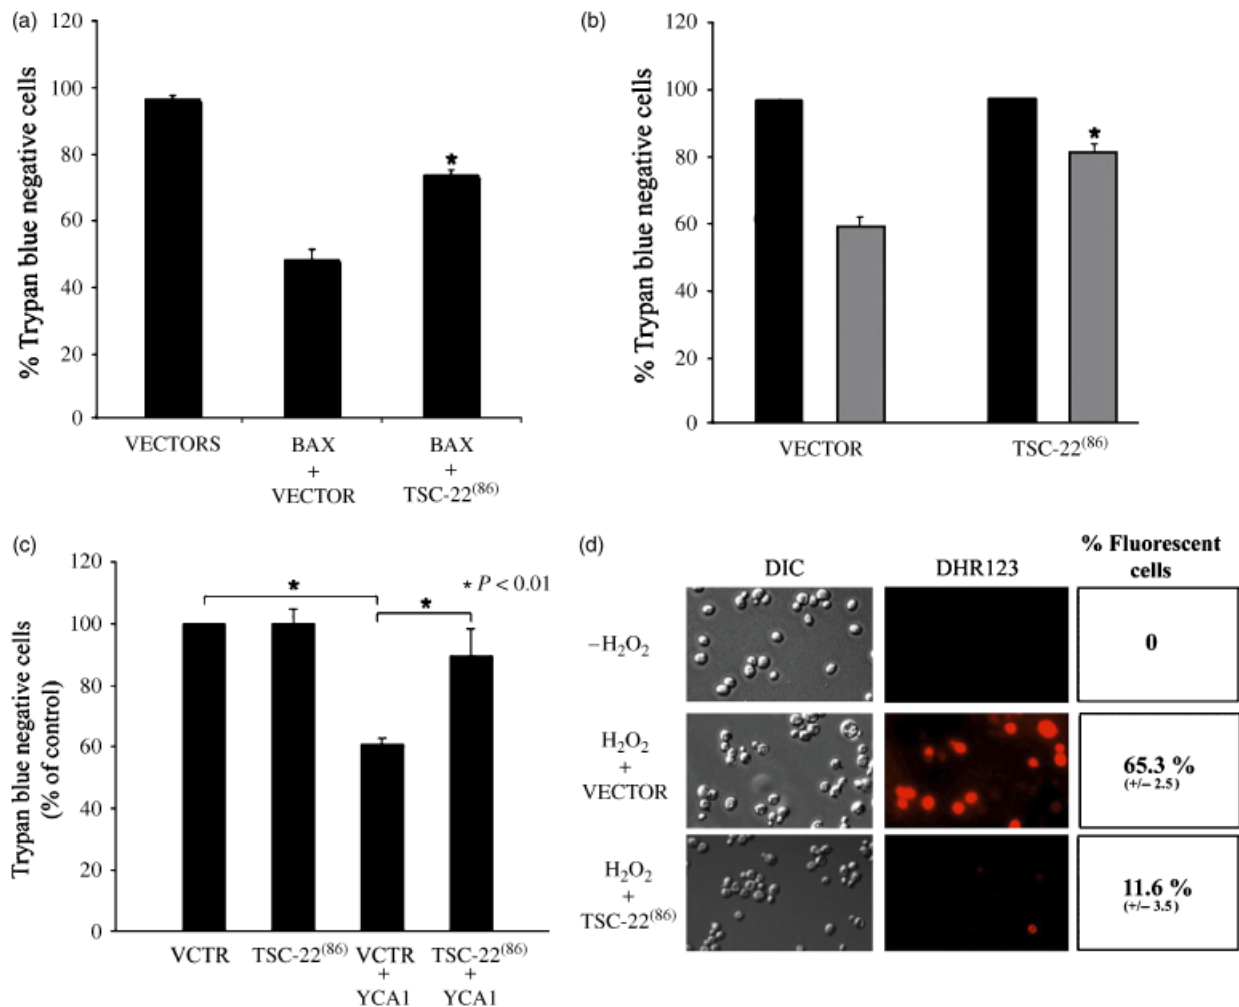 (a)
120
100
80
60
40
20
0
% Trypan blue negative cells
*
VECTORS
BAX
+
VECTOR
BAX
+
TSC-22(86)
(b)
120
100
80
60
40
20
0
% Trypan blue negative cells
*
VECTOR
TSC-22(86)
(c)
120
100
80
60
40
20
0
Trypan blue negative cells
(% of control)
*
*
* P < 0.01
VCTR
TSC-22(86)
VCTR
+
YCA1
TSC-22(86)
+
YCA1
(d)
DIC
DHR123
% Fluorescent
cells
−H2O2
0
H2O2
+
VECTOR
65.3 %
(+/− 2.5)
H2O2
+
TSC-22(86)
11.6 %
(+/− 3.5)